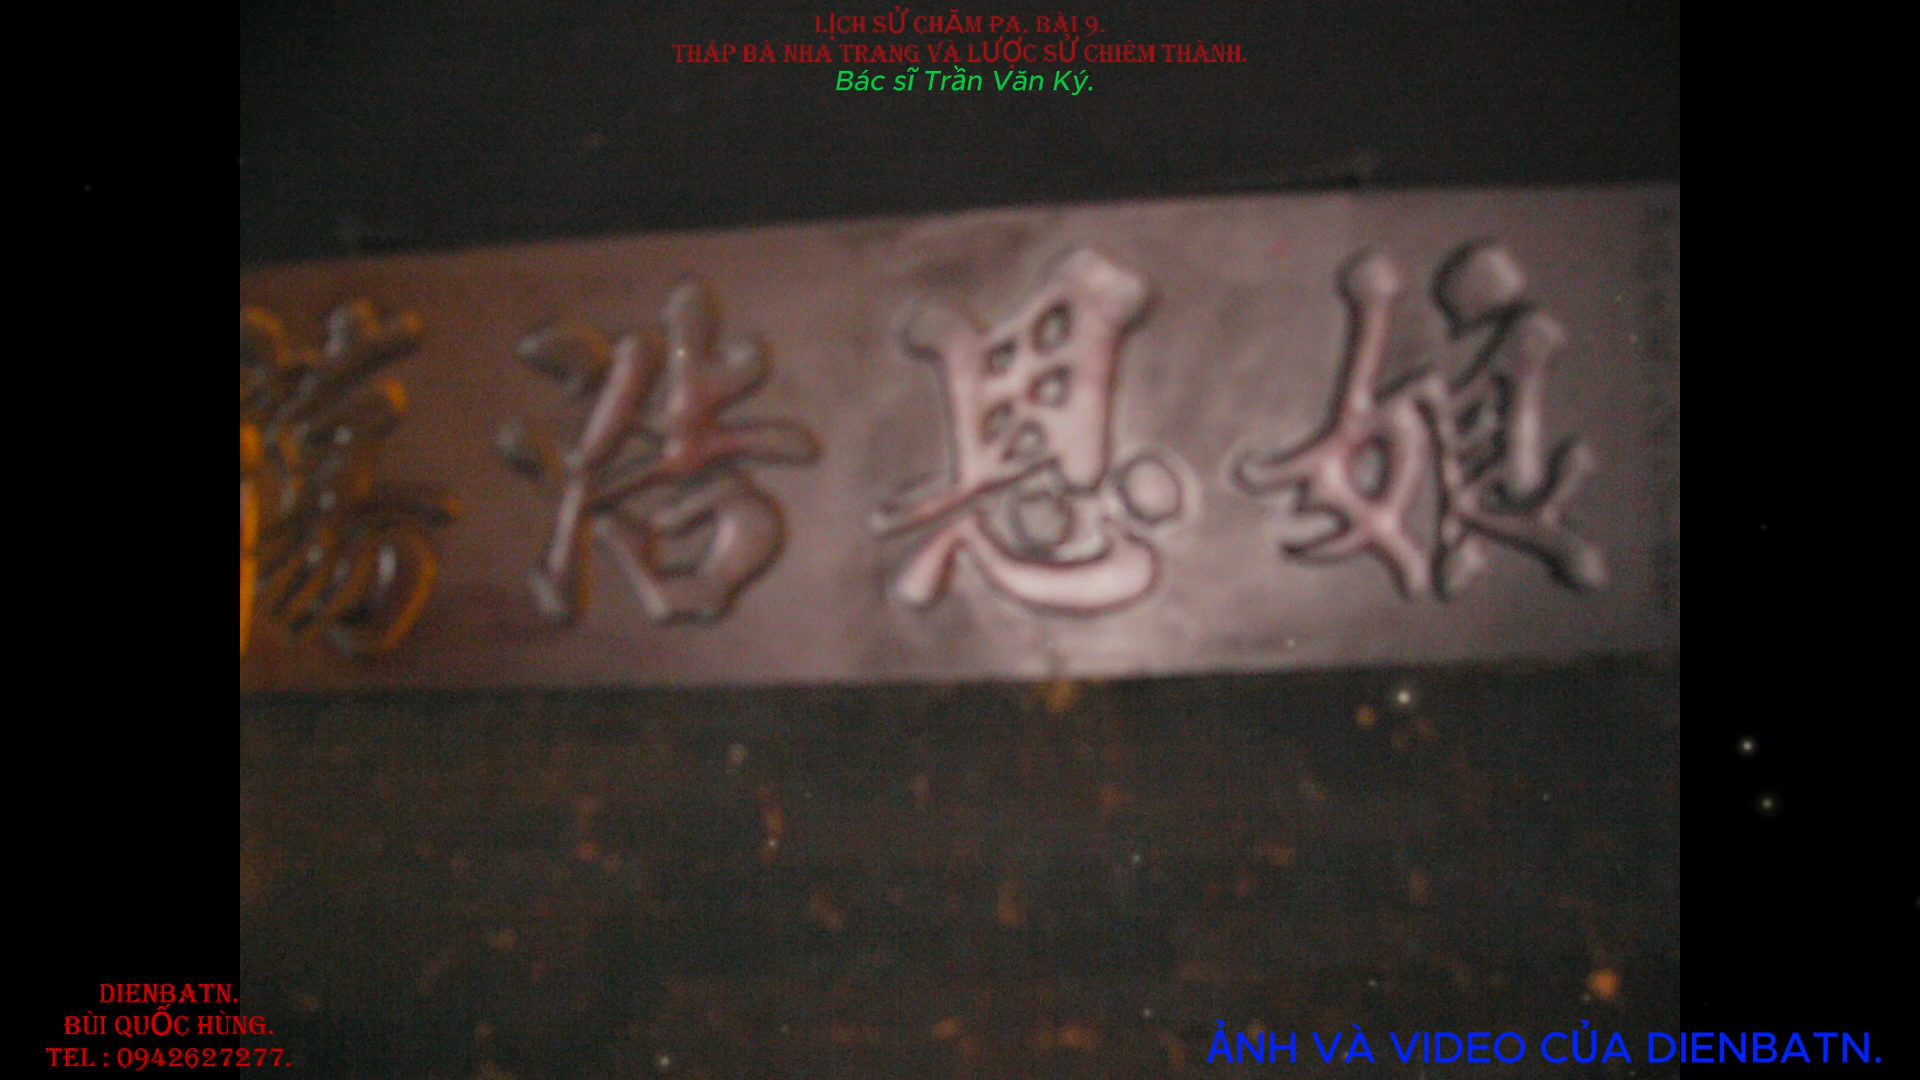 LỊCH SỬ CHĂM PA. BÀI 9.
THÁP BÀ NHA TRANG VÀ LƯỢC SỬ CHIÊM THÀNH.
Bác sĩ Trần Văn Ký.
娘恩浩蕩
DIENBATN.
BÙI QUỐC HÙNG.
TEL : 0942627277.
ẢNH VÀ VIDEO CỦA DIENBATN.